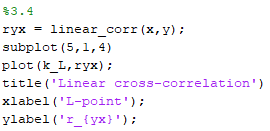 %3.4
ryx = linear_corr(x,y);
subplot(5,1,4)
plot(k_L,ryx);
title('Linear cross-correlation')
xlabel('L-point');
ylabel('r_{yx}');